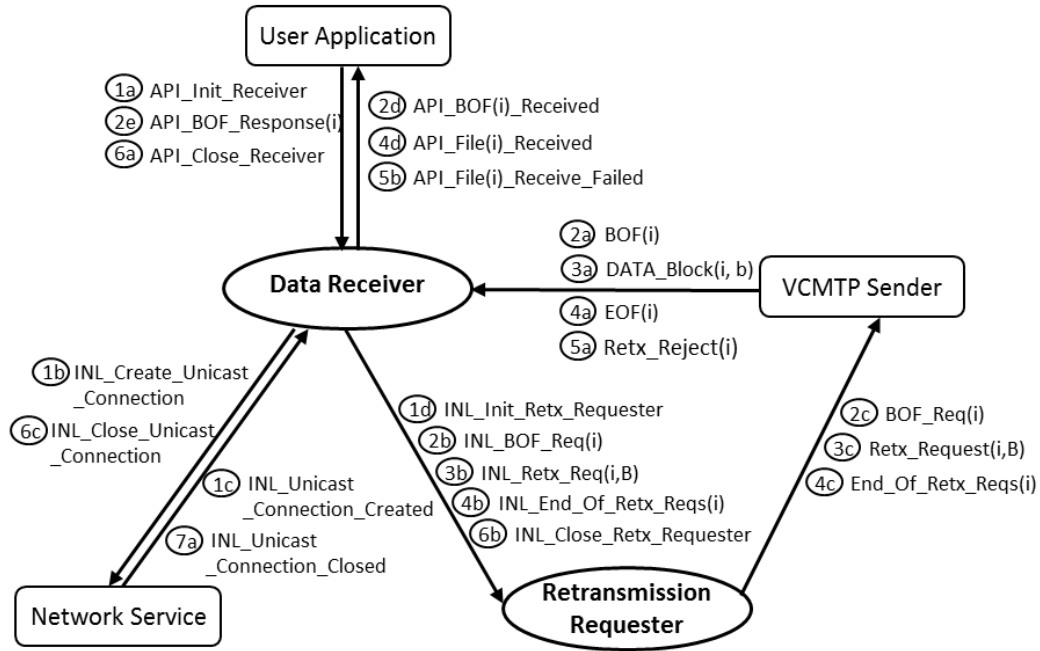 User Application
1a API_Init_Receiver
2e API_BOF_Response(i)
6a API_Close_Receiver
2d API_BOF(i)_Received
4d API_File(i)_Received
5b API_File(i)_Receive_Failed
2a BOF(i)
3a DATA_Block(i, b)
4a EOF(i)
5a Retx_Reject(i)
Data Receiver
VCMTP Sender
1b INL_Create_Unicast
_Connection
6c INL_Close_Unicast
_Connection
1c INL_Unicast
_Connection_Created
7a INL_Unicast
_Connection_Closed
1d INL_Init_Retx_Requester
2b INL_BOF_Req(i)
3b INL_Retx_Req(i,B)
4b INL_End_Of_Retx_Reqs(i)
6b INL_Close_Retx_Requester
2c BOF_Req(i)
3c Retx_Request(i,B)
4c End_Of_Retx_Reqs(i)
Network Service
Retransmission
Requester